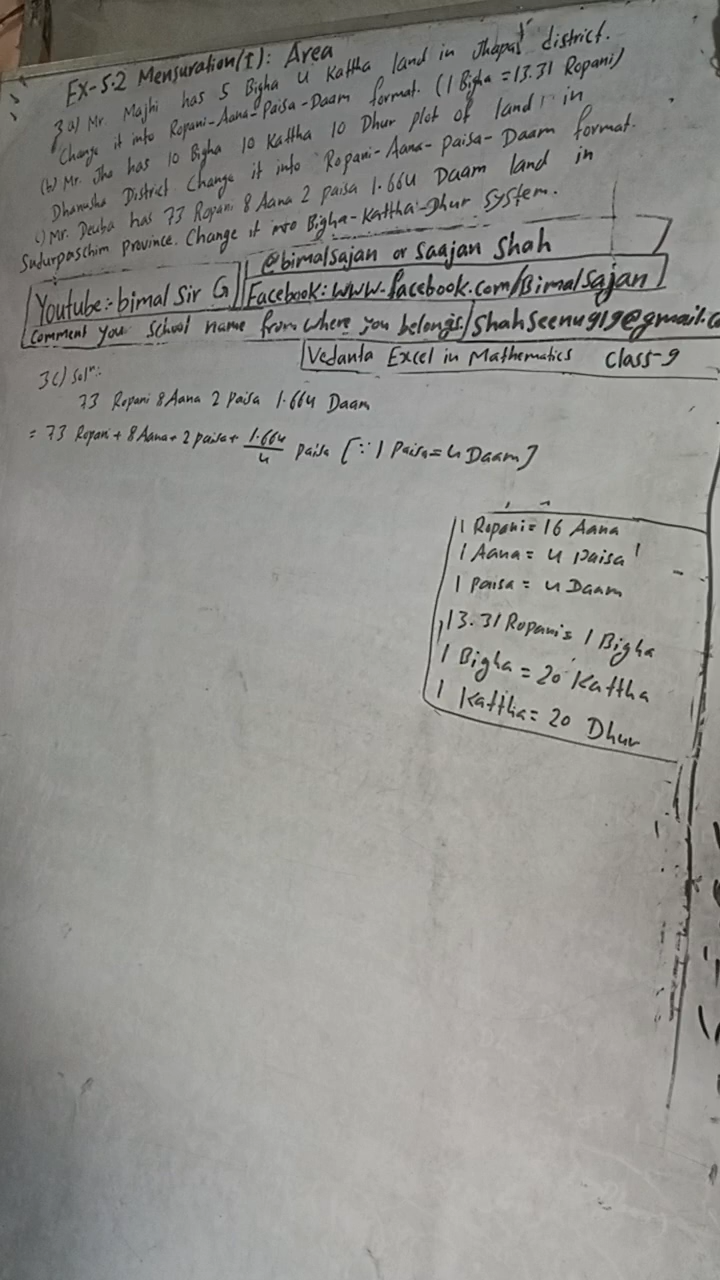 Ex-5.2 Mensuration(I): Area
3.a) Mr. Majhi has 5 Bigha 4 Kattha land in Jhapa district.
Change it into Ropani-Aana-Paisa-Daam format. (1 Bigha = 13.31 Ropani)
(b) Mr. Jha has 10 Bigha 10 Kattha 10 Dhur plot of land in
Dhanusha District Change it into Ropani-Aana-Paisa-Daam format.
c) Mr. Deuba has 73 Ropani 8 Aana 2 paisa 1.664 Daam land in
Sudurpaschim province. Change it into Bigha-Kattha-Dhur system.
@bimalsajan or Saajan Shah
Youtube:- bimal Sir G
Facebook: www.facebook.com/Bimalsajan
Comment you school name from where you belongs
Shahseenu919@gmail.c
Vedanta Excel in Mathematics Class-9
3c) Solⁿ:
73 Ropani 8 Aana 2 paisa 1.664 Daam
= 73 Ropani + 8 Aana + 2 paisa + 1.664/4 paisa [∵ 1 Paisa = 4 Daam]
1 Ropani = 16 Aana
1 Aana = 4 paisa
1 paisa = 4 Daam
13.31 Ropani = 1 Bigha
1 Bigha = 20 Kattha
1 Kattha = 20 Dhur